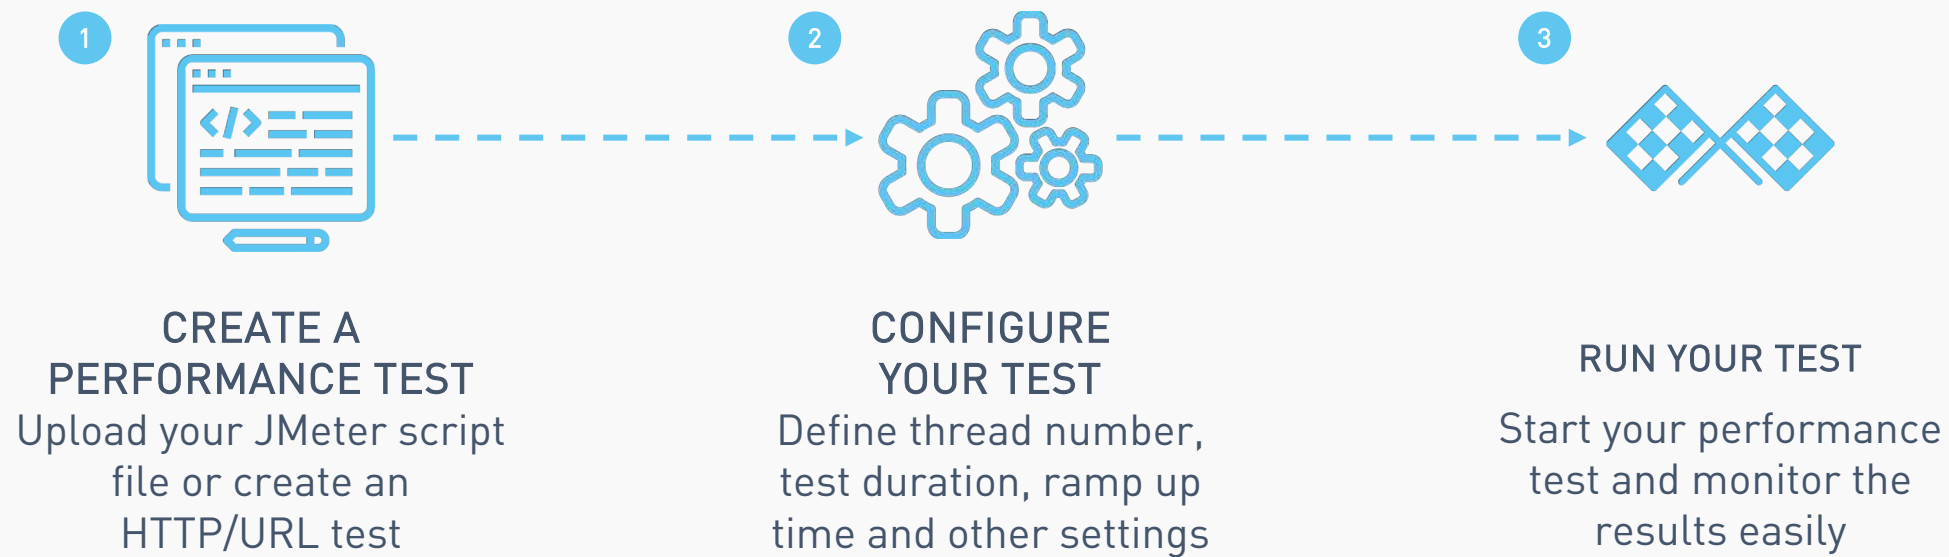 1
CREATE A
PERFORMANCE TEST
Upload your JMeter script
file or create an
HTTP/URL test
2
CONFIGURE
YOUR TEST
Define thread number,
test duration, ramp up
time and other settings
3
RUN YOUR TEST
Start your performance
test and monitor the
results easily